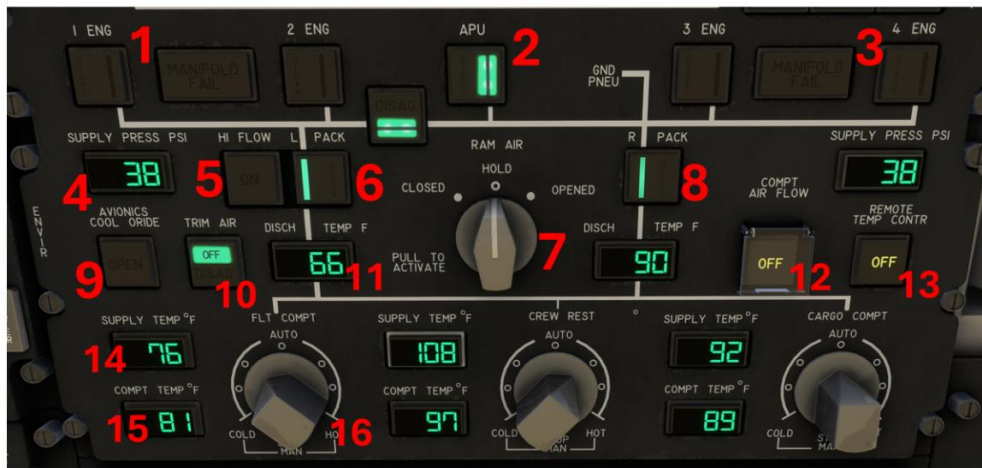 1 ENG
1
2 ENG
APU
2
3 ENG
3
4 ENG
MANIFOLD
FAIL
MANIFOLD
FAIL
GND
PNEU
DISAG
SUPPLY PRESS PSI
HI FLOW
L PACK
RAM AIR
R PACK
SUPPLY PRESS PSI
4
38
5
ON
6
CLOSED
HOLD
OPENED
8
COMPT
AIR FLOW
38
ENVIR
AVIONICS
COOL ORIDE
TRIM AIR
REMOTE
TEMP CONTR
9
OPEN
OFF
DISAG
10
DISCH TEMP F
66
11
PULL TO
ACTIVATE
7
DISCH TEMP F
90
OFF
12
OFF
13
SUPPLY TEMP °F
FLT COMPT
SUPPLY TEMP °F
CREW REST
SUPPLY TEMP °F
CARGO COMPT
14
76
AUTO
108
AUTO
92
AUTO
COMPT TEMP °F
COMPT TEMP °F
COMPT TEMP °F
15
81
16
97
89
COLD
HOT
MAN
COLD
HOT
MAN
COLD
MAN